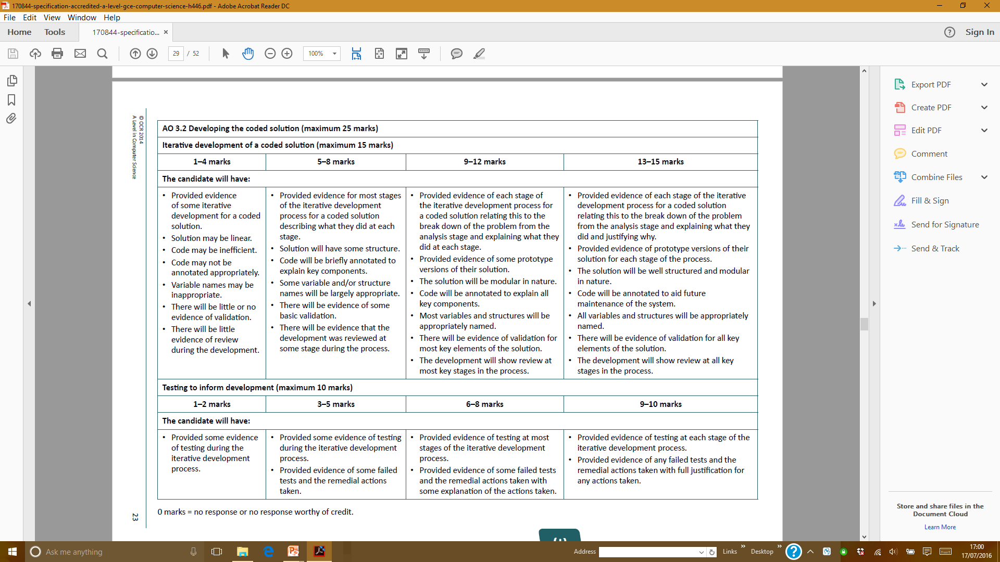 170844-specification-accredited-a-level-gce-computer-science-h446.pdf - Adobe Acrobat Reader DC
File Edit View Window Help
Home Tools 170844-specificatio... × Sign In
29 / 52 100%
© OCR 2014
A Level in Computer Science
23
AO 3.2 Developing the coded solution (maximum 25 marks)
Iterative development of a coded solution (maximum 15 marks)
1–4 marks 5–8 marks 9–12 marks 13–15 marks
The candidate will have:
• Provided evidence
of some iterative
development for a coded
solution.
• Solution may be linear.
• Code may be inefficient.
• Code may not be
annotated appropriately.
• Variable names may be
inappropriate.
• There will be little or no
evidence of validation.
• There will be little
evidence of review
during the development.
• Provided evidence for most stages
of the iterative development
process for a coded solution
describing what they did at each
stage.
• Solution will have some structure.
• Code will be briefly annotated to
explain key components.
• Some variable and/or structure
names will be largely appropriate.
• There will be evidence of some
basic validation.
• There will be evidence that the
development was reviewed at
some stage during the process.
• Provided evidence of each stage of
the iterative development process for
a coded solution relating this to the
break down of the problem from the
analysis stage and explaining what they
did at each stage.
• Provided evidence of some prototype
versions of their solution.
• The solution will be modular in nature.
• Code will be annotated to explain all
key components.
• Most variables and structures will be
appropriately named.
• There will be evidence of validation for
most key elements of the solution.
• The development will show review at
most key stages in the process.
• Provided evidence of each stage of the iterative
development process for a coded solution
relating this to the break down of the problem
from the analysis stage and explaining what they
did and justifying why.
• Provided evidence of prototype versions of their
solution for each stage of the process.
• The solution will be well structured and modular
in nature.
• Code will be annotated to aid future
maintenance of the system.
• All variables and structures will be appropriately
named.
• There will be evidence of validation for all key
elements of the solution.
• The development will show review at all key
stages in the process.
Testing to inform development (maximum 10 marks)
1–2 marks 3–5 marks 6–8 marks 9–10 marks
The candidate will have:
• Provided some evidence
of testing during the
iterative development
process.
• Provided some evidence of testing
during the iterative development
process.
• Provided evidence of some failed
tests and the remedial actions
taken.
• Provided evidence of testing at most
stages of the iterative development
process.
• Provided evidence of some failed tests
and the remedial actions taken with
some explanation of the actions taken.
• Provided evidence of testing at each stage of the
iterative development process.
• Provided evidence of any failed tests and the
remedial actions taken with full justification for
any actions taken.
0 marks = no response or no response worthy of credit.
Export PDF
Create PDF
Edit PDF
Comment
Combine Files
Fill & Sign
Send for Signature
Send & Track
Store and share files in the
Document Cloud
Learn More
Ask me anything
Address Links » Desktop »
17:00
17/07/2016